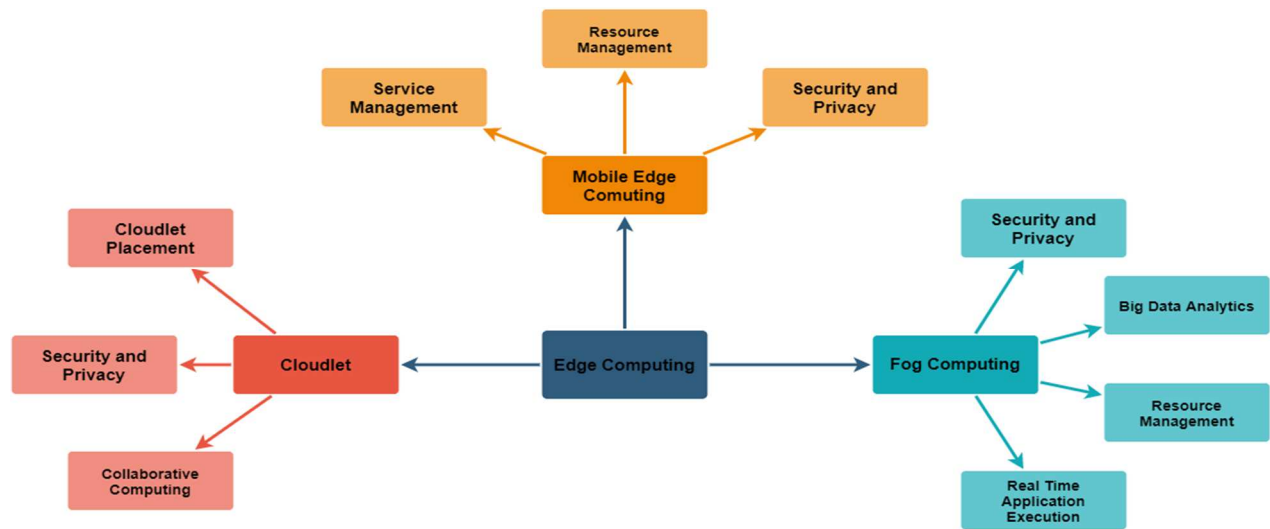 Resource
Management
Service
Management
Security and
Privacy
Mobile Edge
Comuting
Cloudlet
Placement
Security and
Privacy
Security and
Privacy
Cloudlet
Edge Computing
Fog Computing
Big Data Analytics
Resource
Management
Collaborative
Computing
Real Time
Application
Execution